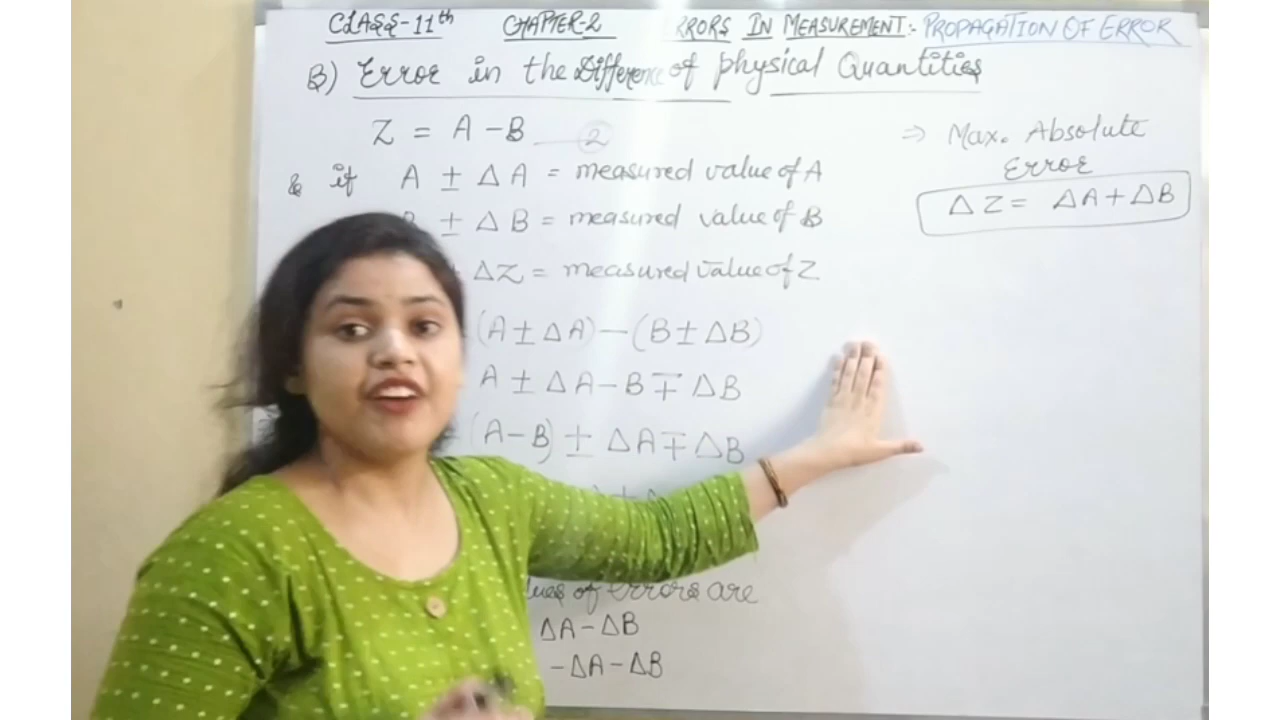 CLASS-11th CHAPTER-2 ERRORS IN MEASUREMENT:- PROPAGATION OF ERROR
B) Error in the Difference of physical Quantities
Z = A - B 2
& if A ± ΔA = measured value of A
B ± ΔB = measured value of B
ΔZ = measured value of Z
(A ± ΔA) — (B ± ΔB)
A ± ΔA - B ∓ ΔB
= (A - B) ± ΔA ∓ ΔB
of errors are
ΔA - ΔB
- ΔA - ΔB
⇒ Max. Absolute
Error
ΔZ = ΔA + ΔB